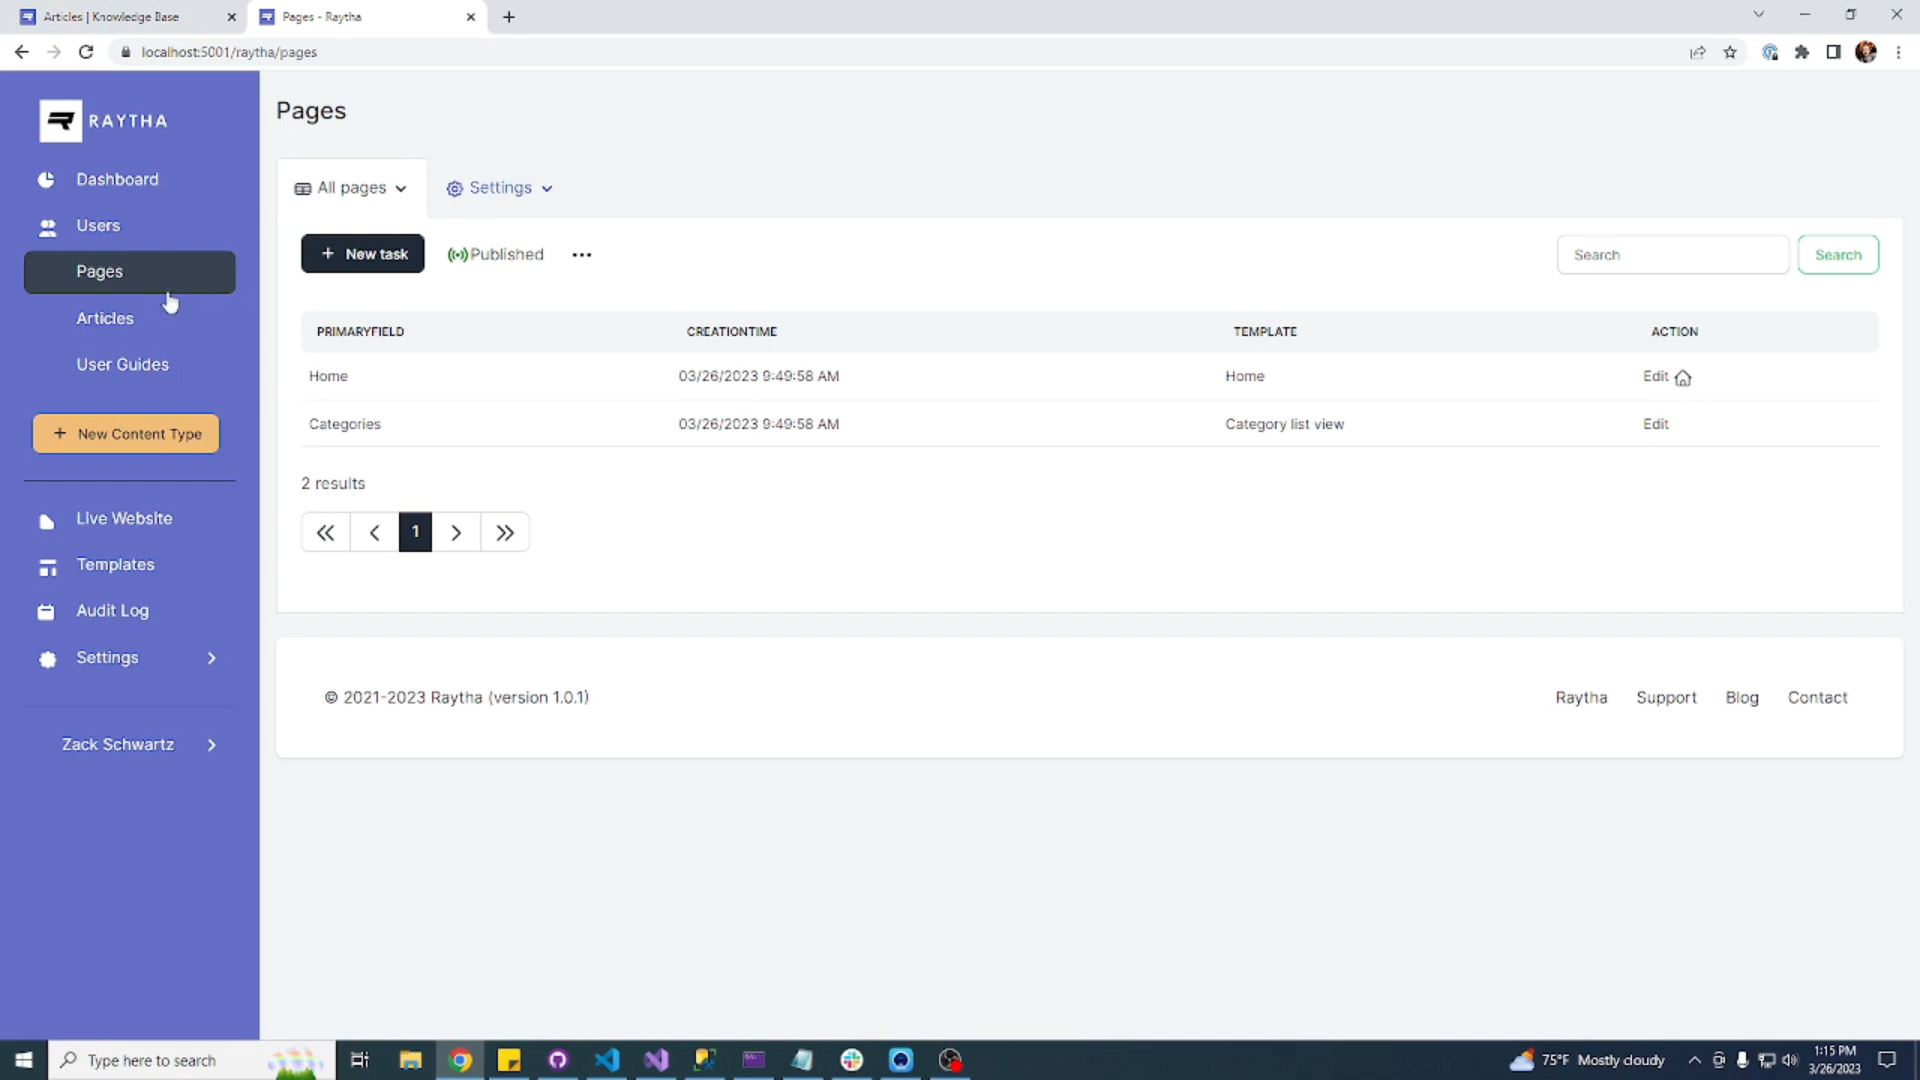 Articles | Knowledge Base
Pages - Raytha
localhost:5001/raytha/pages
RAYTHA
Dashboard
Users
Pages
Articles
User Guides
+ New Content Type
Live Website
Templates
Audit Log
Settings
Zack Schwartz
Pages
All pages
Settings
+ New task
Published
Search
Search
PRIMARYFIELD CREATIONTIME TEMPLATE ACTION
Home 03/26/2023 9:49:58 AM Home Edit
Categories 03/26/2023 9:49:58 AM Category list view Edit
2 results
1
© 2021-2023 Raytha (version 1.0.1)
Raytha Support Blog Contact
Type here to search
75°F Mostly cloudy
1:15 PM
3/26/2023